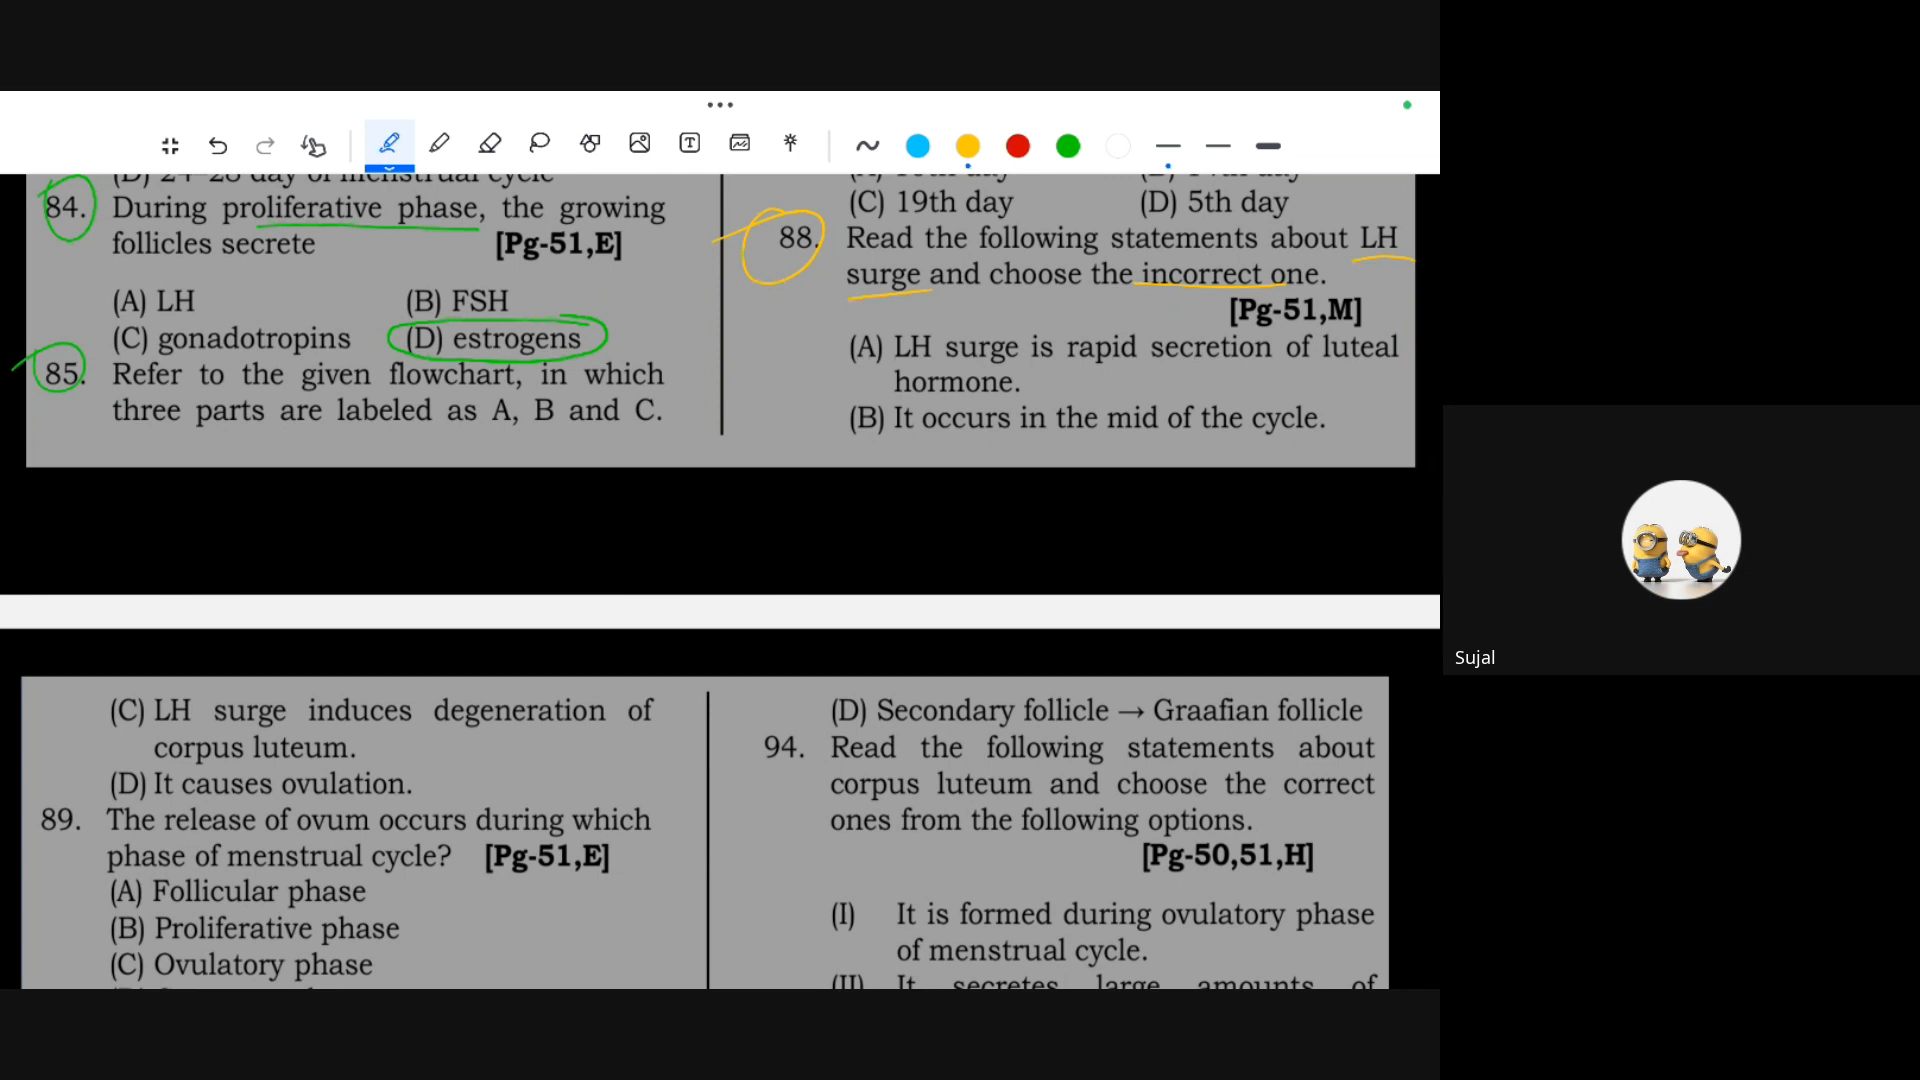 84. During proliferative phase, the growing
follicles secrete [Pg-51,E]
(A) LH (B) FSH
(C) gonadotropins (D) estrogens
85. Refer to the given flowchart, in which
three parts are labeled as A, B and C.
(C) 19th day (D) 5th day
88. Read the following statements about LH
surge and choose the incorrect one.
[Pg-51,M]
(A) LH surge is rapid secretion of luteal
hormone.
(B) It occurs in the mid of the cycle.
(C) LH surge induces degeneration of
corpus luteum.
(D) It causes ovulation.
89. The release of ovum occurs during which
phase of menstrual cycle? [Pg-51,E]
(A) Follicular phase
(B) Proliferative phase
(C) Ovulatory phase
(D) Secondary follicle → Graafian follicle
94. Read the following statements about
corpus luteum and choose the correct
ones from the following options.
[Pg-50,51,H]
(I) It is formed during ovulatory phase
of menstrual cycle.
(II) It secretes large amounts of
Sujal